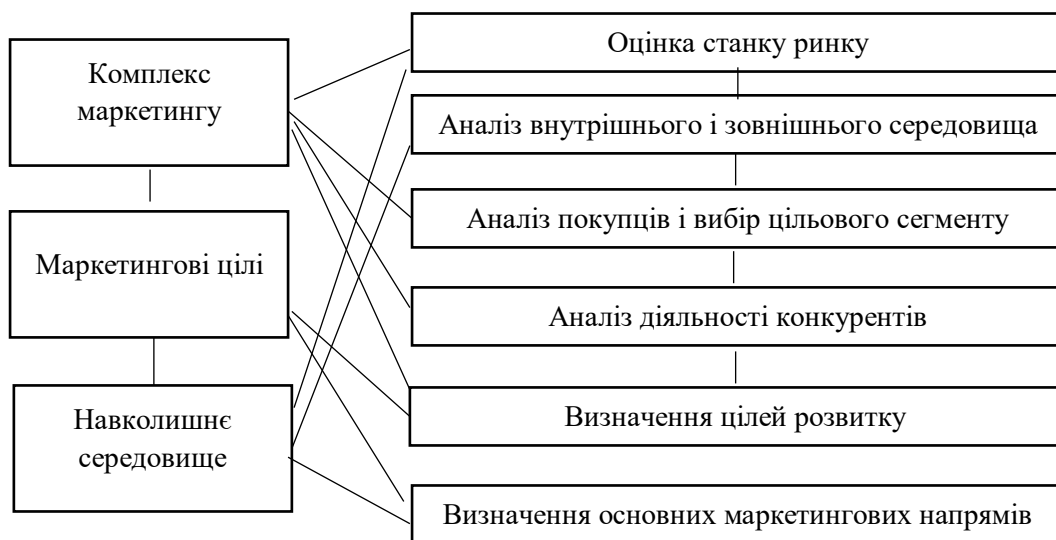 Комплекс
маркетингу
Маркетингові цілі
Навколишнє
середовище
Оцінка станку ринку
Аналіз внутрішнього і зовнішнього середовища
Аналіз покупців і вибір цільового сегменту
Аналіз діяльності конкурентів
Визначення цілей розвитку
Визначення основних маркетингових напрямів